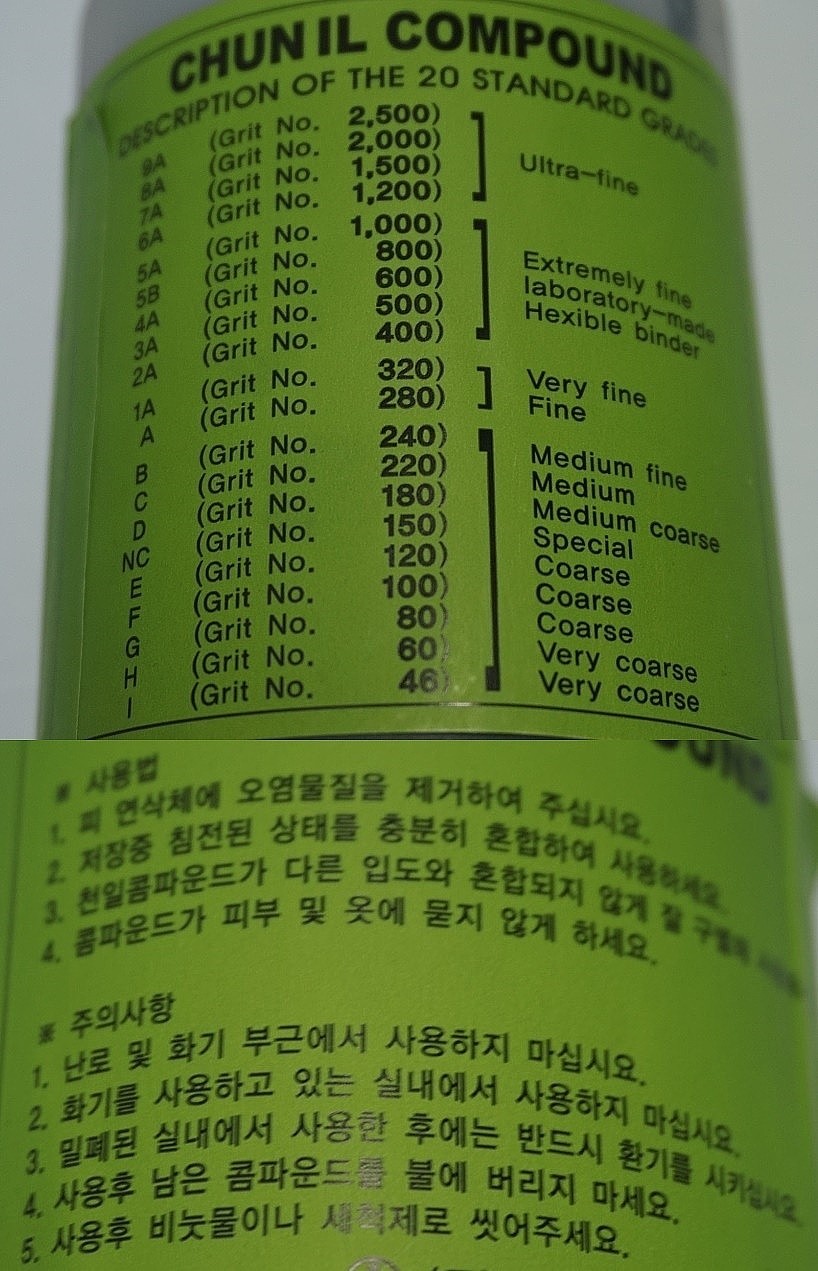 CHUN IL COMPOUND
DESCRIPTION OF THE 20 STANDARD GRADES
9A (Grit No. 2,500)
8A (Grit No. 2,000) Ultra-fine
7A (Grit No. 1,500)
6A (Grit No. 1,200)
5A (Grit No. 1,000)
5B (Grit No. 800) Extremely fine
4A (Grit No. 600) laboratory-made
3A (Grit No. 500) Hexible binder
2A (Grit No. 400)
1A (Grit No. 320) Very fine
A (Grit No. 280) Fine
B (Grit No. 240) Medium fine
C (Grit No. 220) Medium
D (Grit No. 180) Medium coarse
NC (Grit No. 150) Special
E (Grit No. 120) Coarse
F (Grit No. 100) Coarse
G (Grit No. 80) Coarse
H (Grit No. 60) Very coarse
I (Grit No. 46) Very coarse
OUND
※ 사용법
1. 피 연삭체에 오염물질을 제거하여 주십시요.
2. 저장중 침전된 상태를 충분히 혼합하여 사용하세요.
3. 천일콤파운드가 다른 입도와 혼합되지 않게 잘
4. 콤파운드가 피부 및 옷에 묻지 않게 하세요.
※ 주의사항
1. 난로 및 화기 부근에서 사용하지 마십시요.
2. 화기를 사용하고 있는 실내에서 사용하지 마십시요.
3. 밀폐된 실내에서 사용한 후에는 반드시 환기를 시키십시요.
4. 사용후 남은 콤파운드를 불에 버리지 마세요.
5. 사용후 비눗물이나 세척제로 씻어주세요.